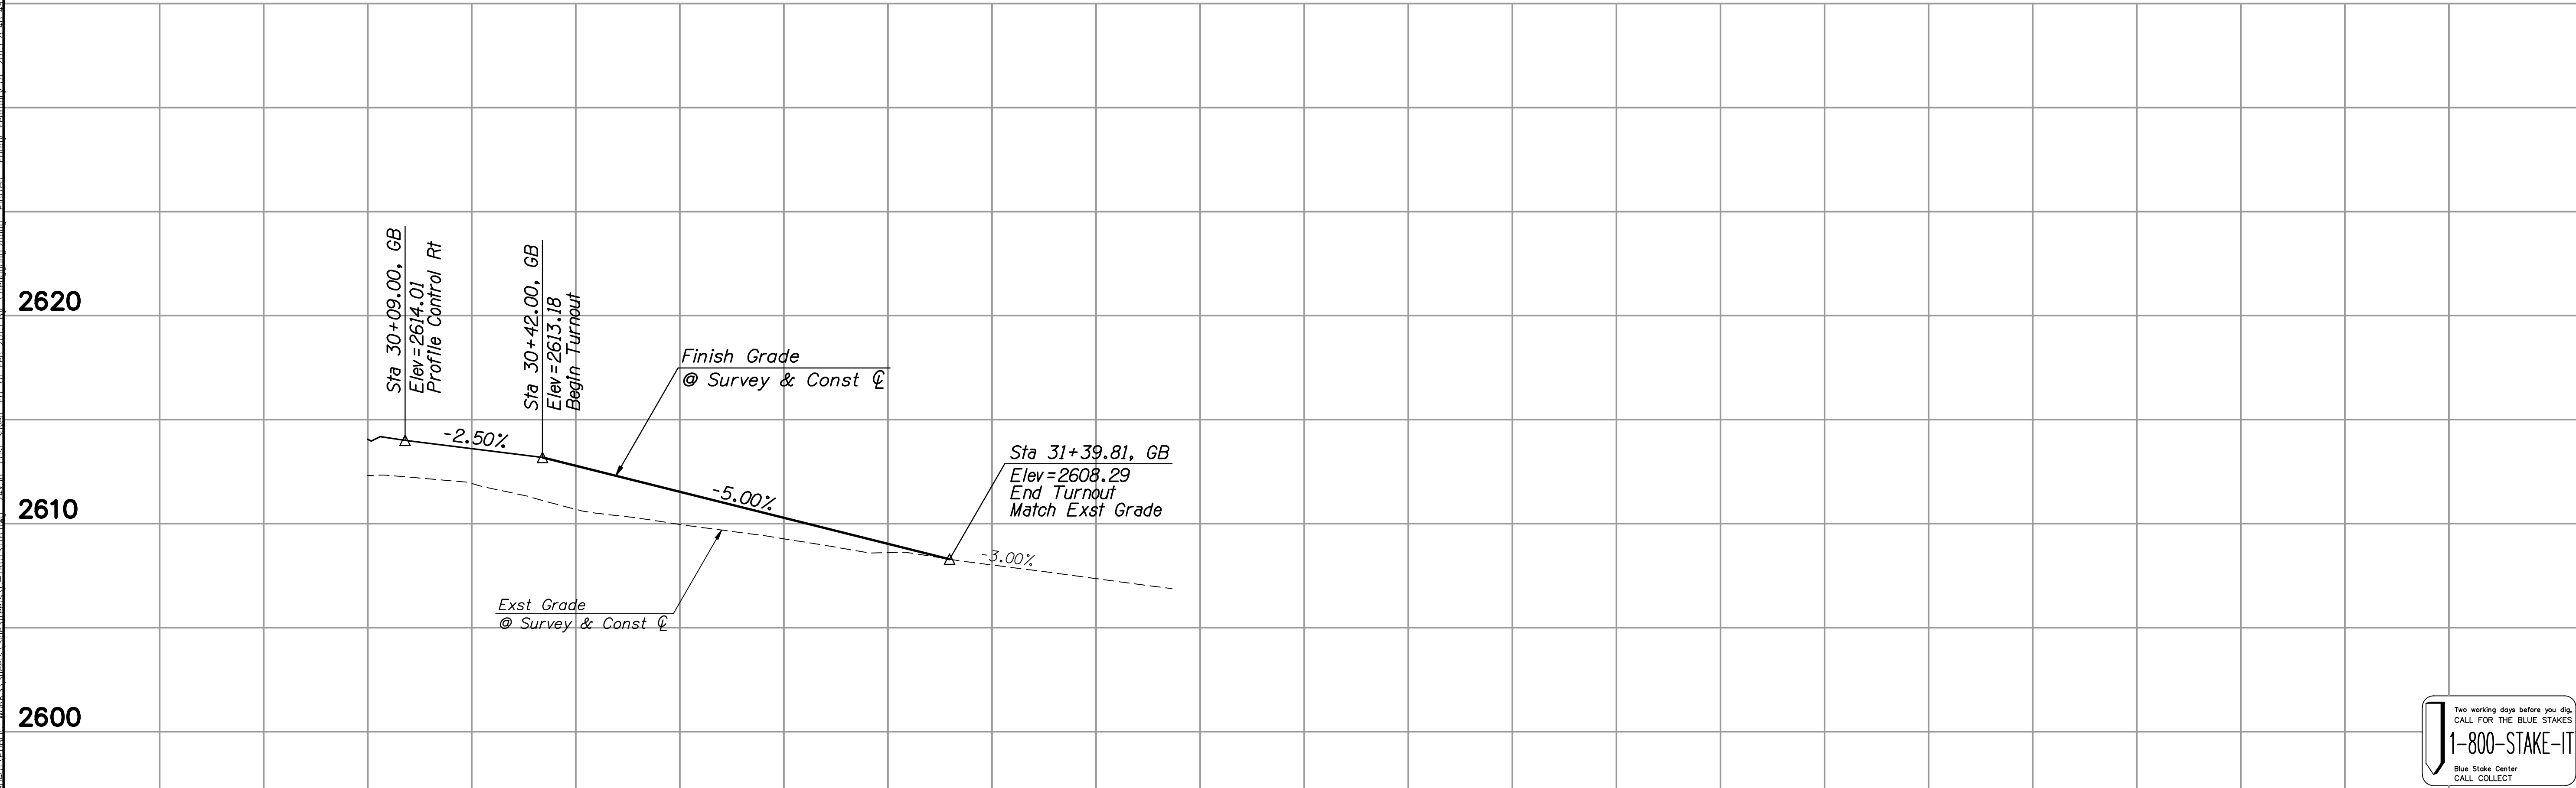 Sta 30+09.00, GB
Elev=2614.01
Profile Control Rt
Sta 30+42.00, GB
Elev=2613.18
Begin Turnout
2620
Finish Grade
@ Survey & Const ℄
-2.50%
Sta 31+39.81, GB
Elev=2608.29
End Turnout
Match Exst Grade
-5.00%
2610
-3.00%
Exst Grade
@ Survey & Const ℄
2600
Two working days before you dig,
CALL FOR THE BLUE STAKES
1-800-STAKE-IT
Blue Stake Center
CALL COLLECT